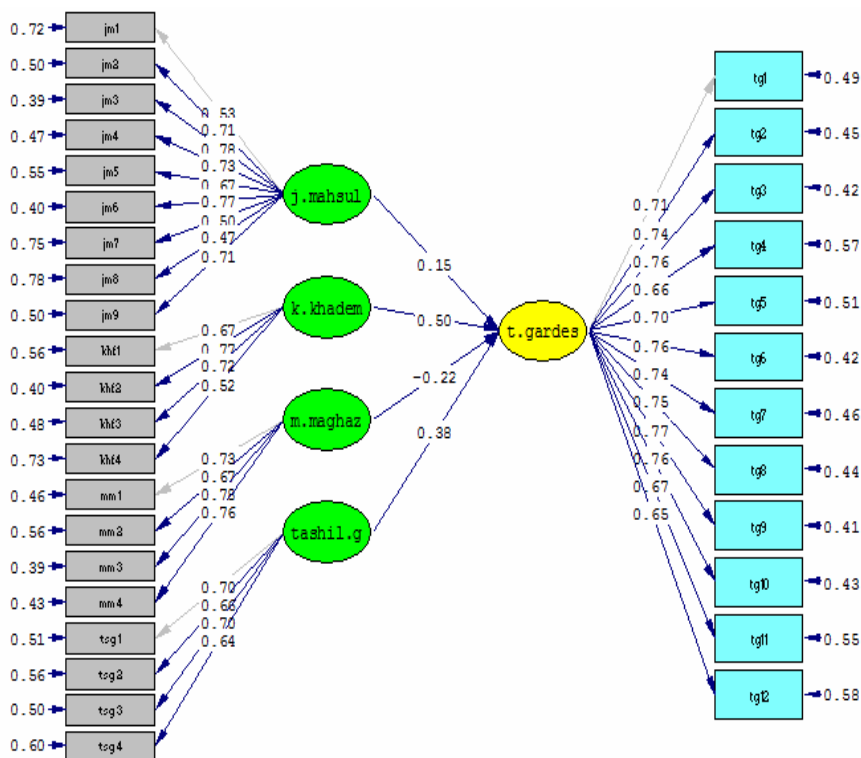 0.72 jm1
0.50 jm2
0.39 jm3
0.47 jm4
0.55 jm5
0.40 jm6
0.75 jm7
0.78 jm8
0.50 jm9
0.56 khf1
0.40 khf2
0.48 khf3
0.73 khf4
0.46 mm1
0.56 mm2
0.39 mm3
0.43 mm4
0.51 tsg1
0.56 tsg2
0.50 tsg3
0.60 tsg4
0.53
0.71
0.78
0.73
0.67
0.77
0.50
0.47
0.71
0.67
0.77
0.72
0.52
0.73
0.67
0.78
0.76
0.70
0.66
0.70
0.64
j.mahsul
k.khadem
m.maghaz
tashil.g
0.15
0.50
-0.22
0.38
t.gardes
0.71
0.74
0.76
0.66
0.70
0.76
0.74
0.75
0.77
0.76
0.67
0.65
tg1 0.49
tg2 0.45
tg3 0.42
tg4 0.57
tg5 0.51
tg6 0.42
tg7 0.46
tg8 0.44
tg9 0.41
tg10 0.43
tg11 0.55
tg12 0.58